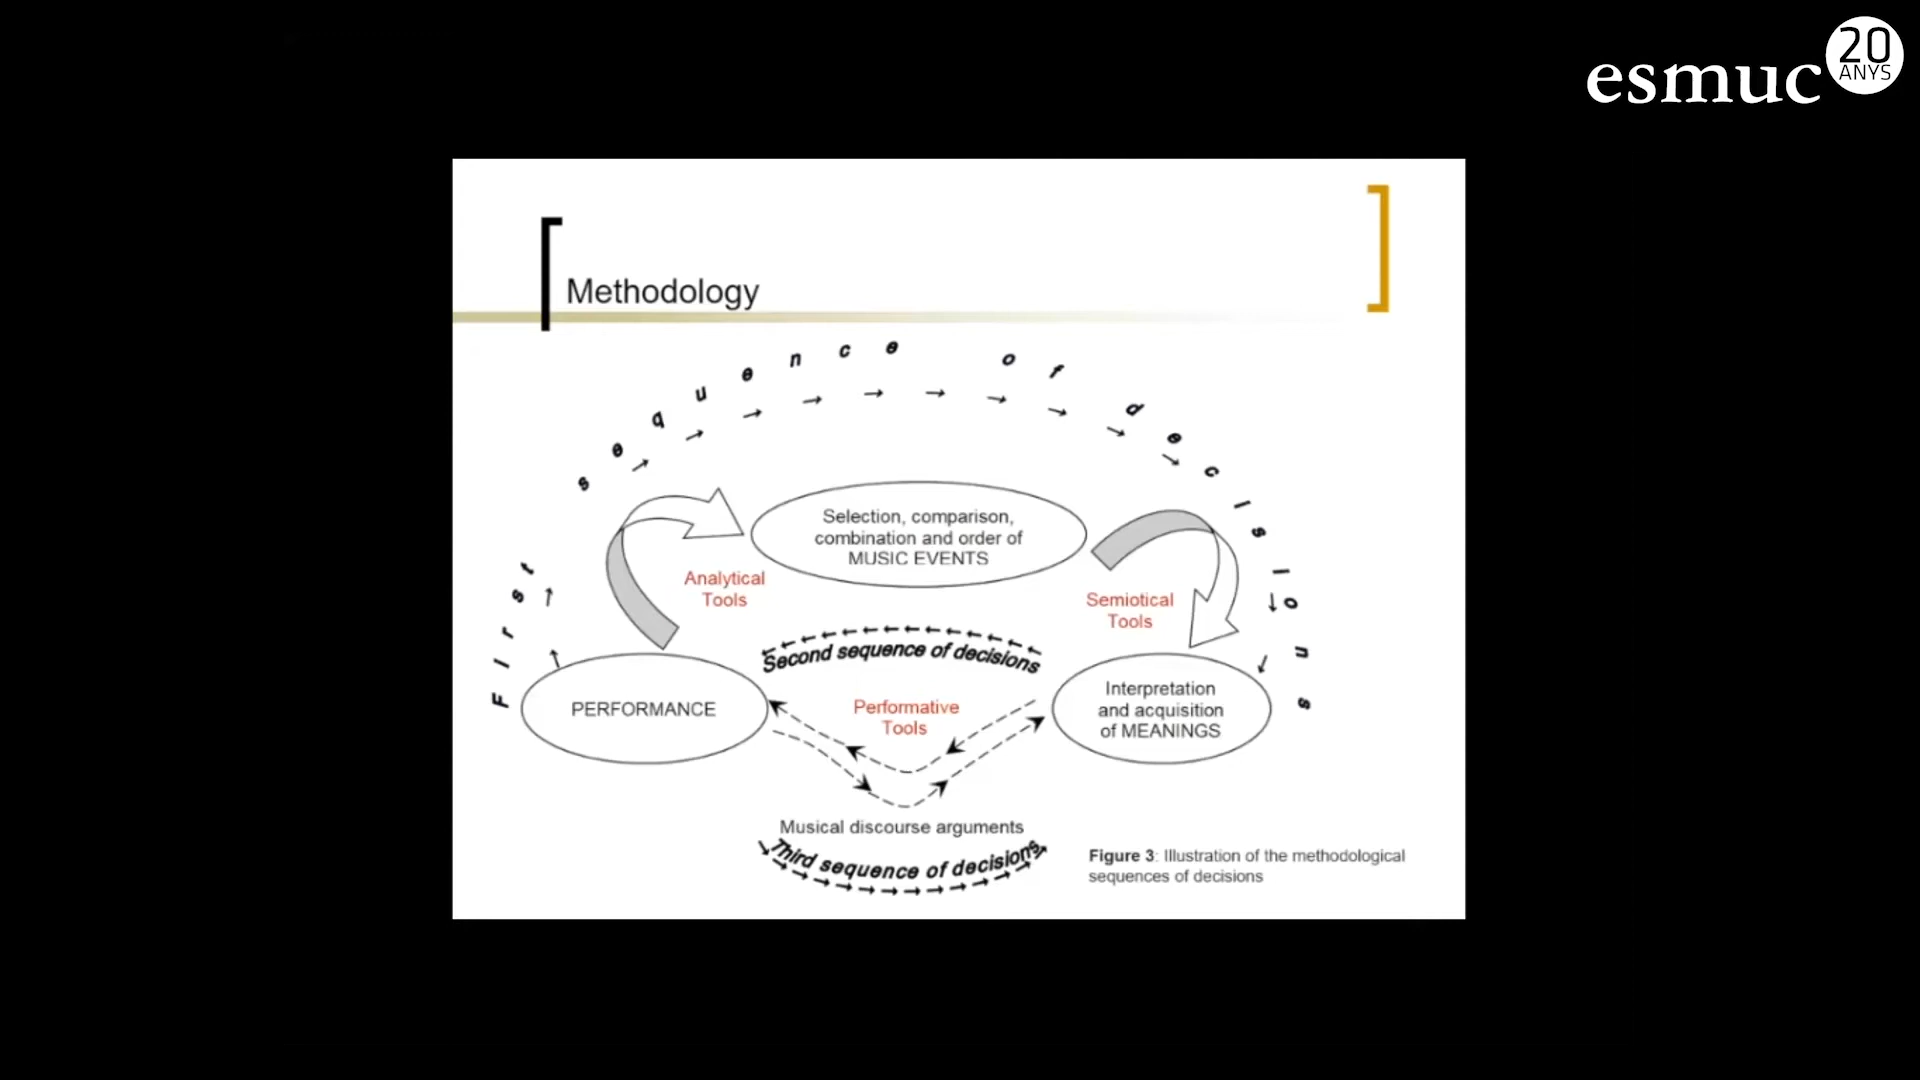 esmuc
20
ANYS
Methodology
First sequence of decisions
Selection, comparison,
combination and order of
MUSIC EVENTS
Analytical
Tools
Semiotical
Tools
Second sequence of decisions
PERFORMANCE
Performative
Tools
Interpretation
and acquisition
of MEANINGS
Musical discourse arguments
Third sequence of decisions
Figure 3: Illustration of the methodological
sequences of decisions